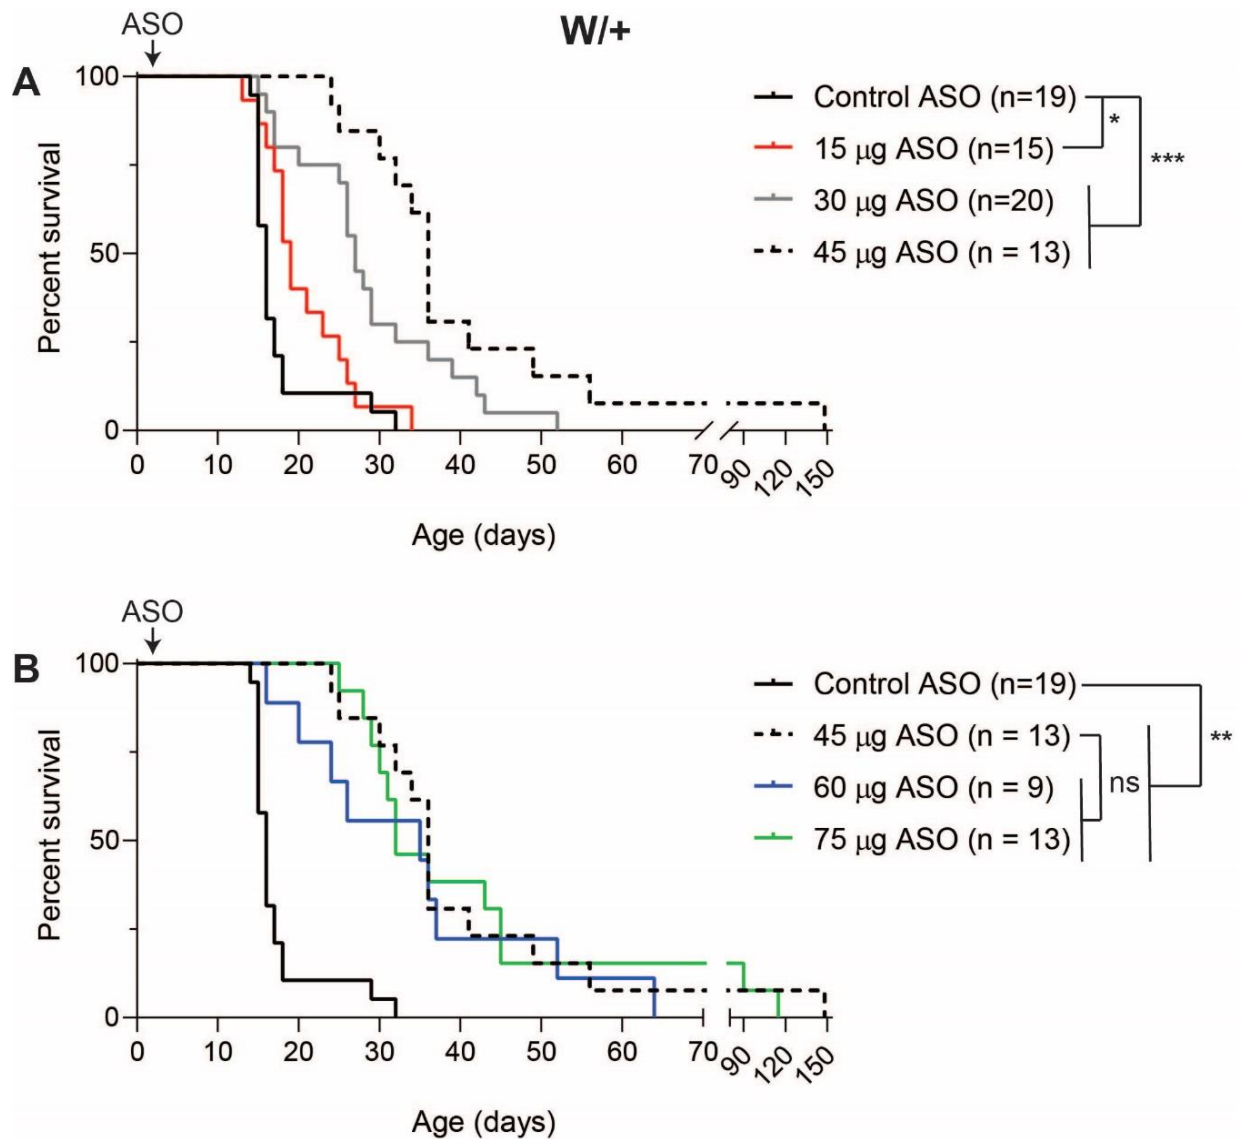 ASO
W/+
A
100
50
0
Percent survival
Control ASO (n=19)
15 μg ASO (n=15)
30 μg ASO (n=20)
45 μg ASO (n = 13)
*
***
0 10 20 30 40 50 60 70 90 120 150
Age (days)
ASO
B
100
50
0
Percent survival
Control ASO (n=19)
45 μg ASO (n = 13)
60 μg ASO (n = 9)
75 μg ASO (n = 13)
ns
**
0 10 20 30 40 50 60 70 90 120 150
Age (days)